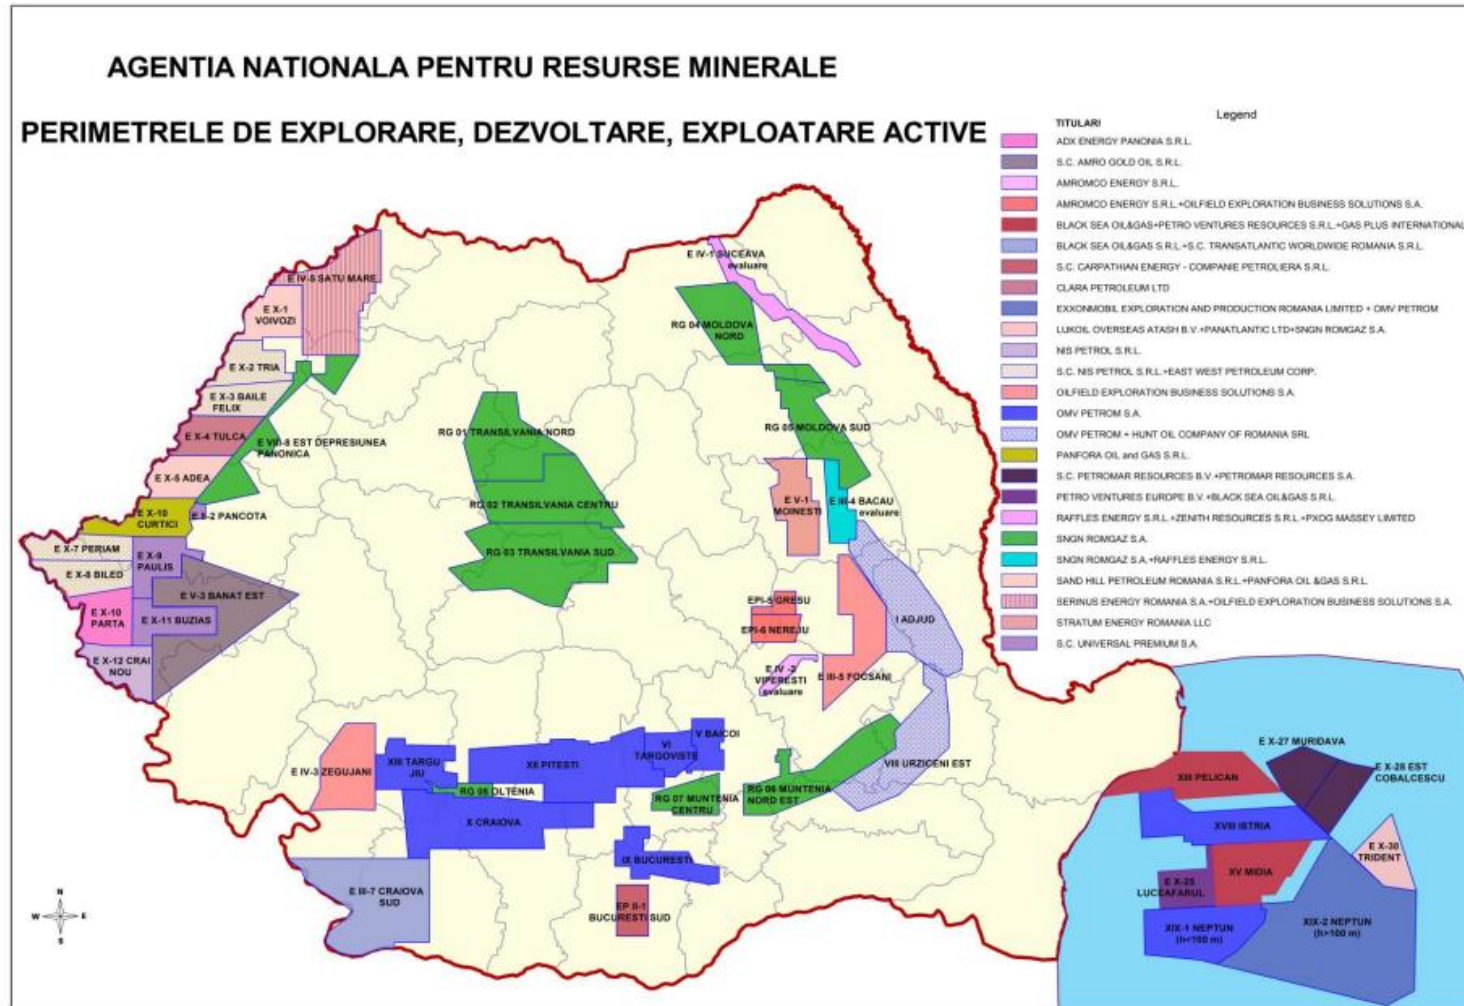 AGENTIA NATIONALA PENTRU RESURSE MINERALE
PERIMETRELE DE EXPLORARE, DEZVOLTARE, EXPLOATARE ACTIVE
Legend
TITULARI
ADX ENERGY PANONIA S.R.L.
S.C. AMRO GOLD OIL S.R.L.
AMROMCO ENERGY S.R.L.
AMROMCO ENERGY S.R.L.+OILFIELD EXPLORATION BUSINESS SOLUTIONS S.A.
BLACK SEA OIL&GAS+PETRO VENTURES RESOURCES S.R.L.+GAS PLUS INTERNATIONAL
BLACK SEA OIL&GAS S.R.L.+S.C. TRANSATLANTIC WORLDWIDE ROMANIA S.R.L.
S.C. CARPATHIAN ENERGY - COMPANIE PETROLIERA S.R.L.
CLARA PETROLEUM LTD
EXXONMOBIL EXPLORATION AND PRODUCTION ROMANIA LIMITED + OMV PETROM
LUKOIL OVERSEAS ATASH B.V.+PANATLANTIC LTD+SNGN ROMGAZ S.A.
NIS PETROL S.R.L.
S.C. NIS PETROL S.R.L.+EAST WEST PETROLEUM CORP.
OILFIELD EXPLORATION BUSINESS SOLUTIONS S.A.
OMV PETROM S.A.
OMV PETROM + HUNT OIL COMPANY OF ROMANIA SRL
PANFORA OIL and GAS S.R.L.
S.C. PETROMAR RESOURCES B.V.+PETROMAR RESOURCES S.A.
PETRO VENTURES EUROPE B.V.+BLACK SEA OIL&GAS S.R.L.
RAFFLES ENERGY S.R.L.+ZENITH RESOURCES S.R.L.+PXOG MASSEY LIMITED
SNGN ROMGAZ S.A.
SNGN ROMGAZ S.A.+RAFFLES ENERGY S.R.L.
SAND HILL PETROLEUM ROMANIA S.R.L.+PANFORA OIL &GAS S.R.L.
SERINUS ENERGY ROMANIA S.A.+OILFIELD EXPLORATION BUSINESS SOLUTIONS S.A.
STRATUM ENERGY ROMANIA LLC
S.C. UNIVERSAL PREMIUM S.A.
E IV-1 SUCEAVA
evaluare
E IV-5 SATU MARE
E X-1
VOIVOZI
RG 04 MOLDOVA
NORD
E X-2 TRIA
E X-3 BAILE
FELIX
E X-4 TULCA
E VIII-8 EST DEPRESIUNEA
PANONICA
RG 01 TRANSILVANIA NORD
RG 05 MOLDOVA SUD
E X-5 ADEA
RG 02 TRANSILVANIA CENTRU
E V-1
MOINESTI
E III-4 BACAU
evaluare
E X-10
CURTICI
E II-2 PANCOTA
E X-7 PERIAM
E X-9
PAULIS
RG 03 TRANSILVANIA SUD
E X-8 BILED
E V-3 BANAT EST
EPI-5 GRESU
E X-10
PARTA
E X-11 BUZIAS
EPI-6 NEREJU
I ADJUD
E X-12 CRAI
NOU
E IV -2
VIPERESTI
evaluare
E III-5 FOCSANI
V BAICOI
VI
TARGOVISTE
E IV-3 ZEGUJANI
XIII TARGU
JIU
XII PITESTI
VIII URZICENI EST
RG 08 OLTENIA
RG 07 MUNTENIA
CENTRU
RG 06 MUNTENIA
NORD EST
X CRAIOVA
IX BUCURESTI
E III-7 CRAIOVA
SUD
EP II-1
BUCURESTI SUD
E X-27 MURIDAVA
E X-28 EST
COBALCESCU
XIII PELICAN
XVIII ISTRIA
E X-30
TRIDENT
XV MIDIA
E X-25
LUCEAFARUL
XIX-1 NEPTUN
(h<100 m)
XIX-2 NEPTUN
(h>100 m)
N
W E
S